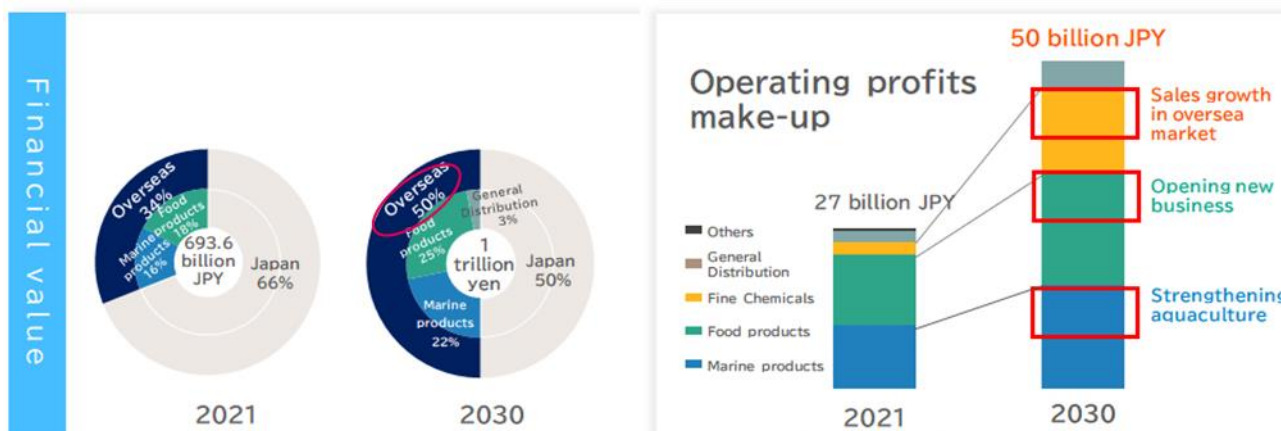 Financial value
Overseas
34%
Food
products
18%
Marine
products
16%
693.6
billion
JPY
Japan
66%
2021
Overseas
50%
General
Distribution
3%
Food
products
25%
1
trillion
yen
Japan
50%
Marine
products
22%
2030
Operating profits
make-up
27 billion JPY
50 billion JPY
Others
General
Distribution
Fine Chemicals
Food products
Marine products
Sales growth
in oversea
market
Opening new
business
Strengthening
aquaculture
2021
2030